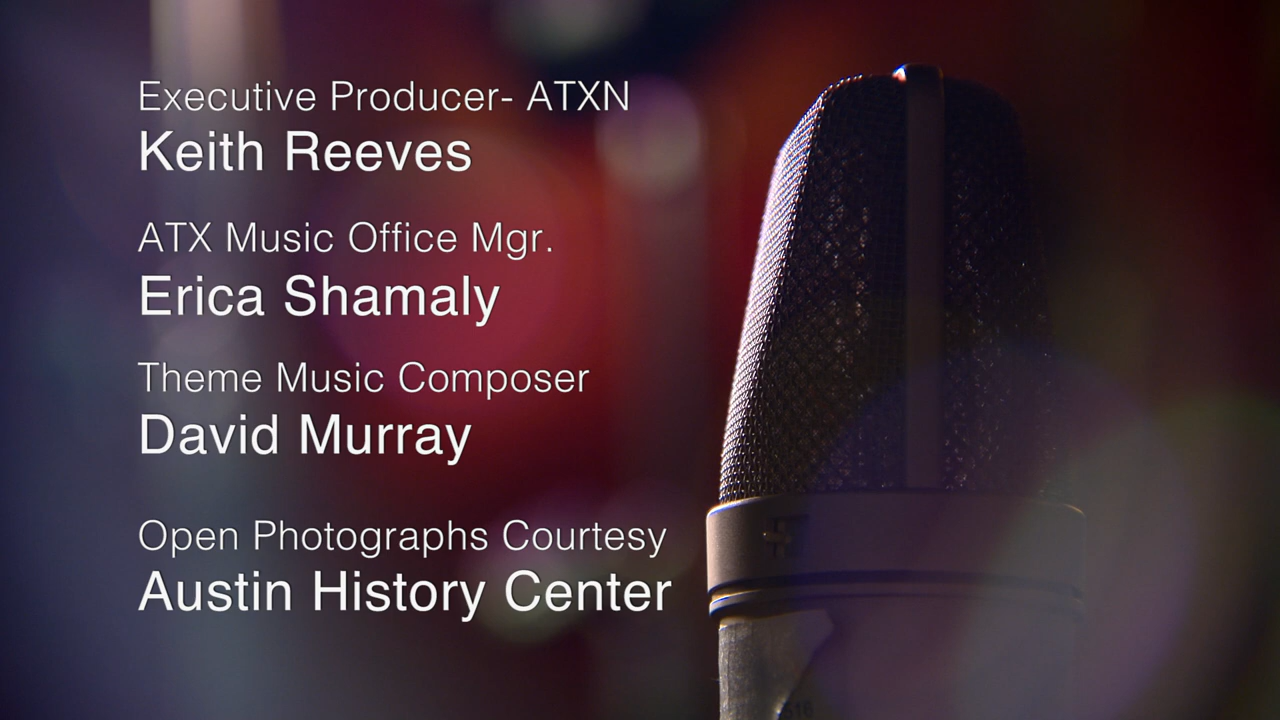 Executive Producer- ATXN
Keith Reeves
ATX Music Office Mgr.
Erica Shamaly
Theme Music Composer
David Murray
Open Photographs Courtesy
Austin History Center